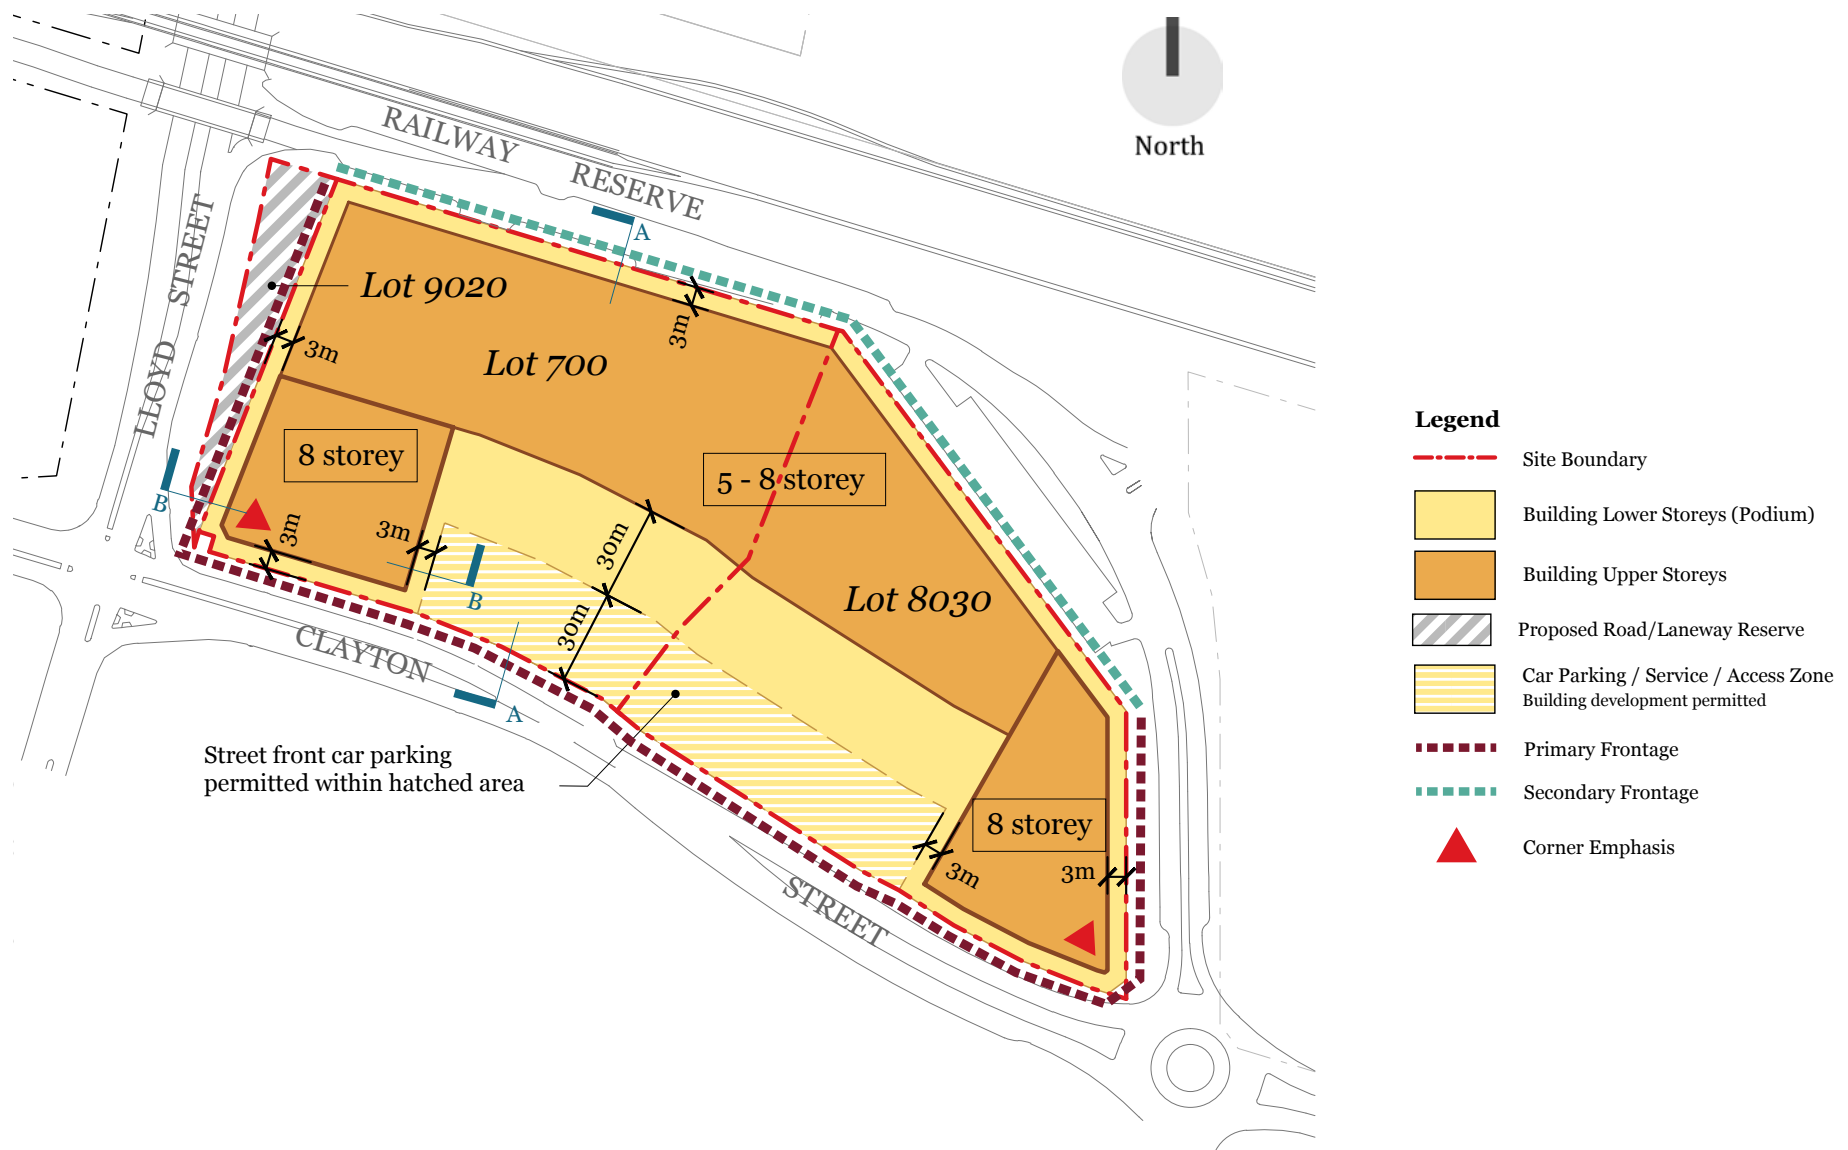 North
RAILWAY
RESERVE
LLOYD STREET
A
Lot 9020
3m
3m
Lot 700
8 storey
5 - 8 storey
B
3m
3m
30m
B
30m
Lot 8030
CLAYTON
A
Street front car parking
permitted within hatched area
8 storey
3m
3m
STREET
Legend
Site Boundary
Building Lower Storeys (Podium)
Building Upper Storeys
Proposed Road/Laneway Reserve
Car Parking / Service / Access Zone
Building development permitted
Primary Frontage
Secondary Frontage
Corner Emphasis